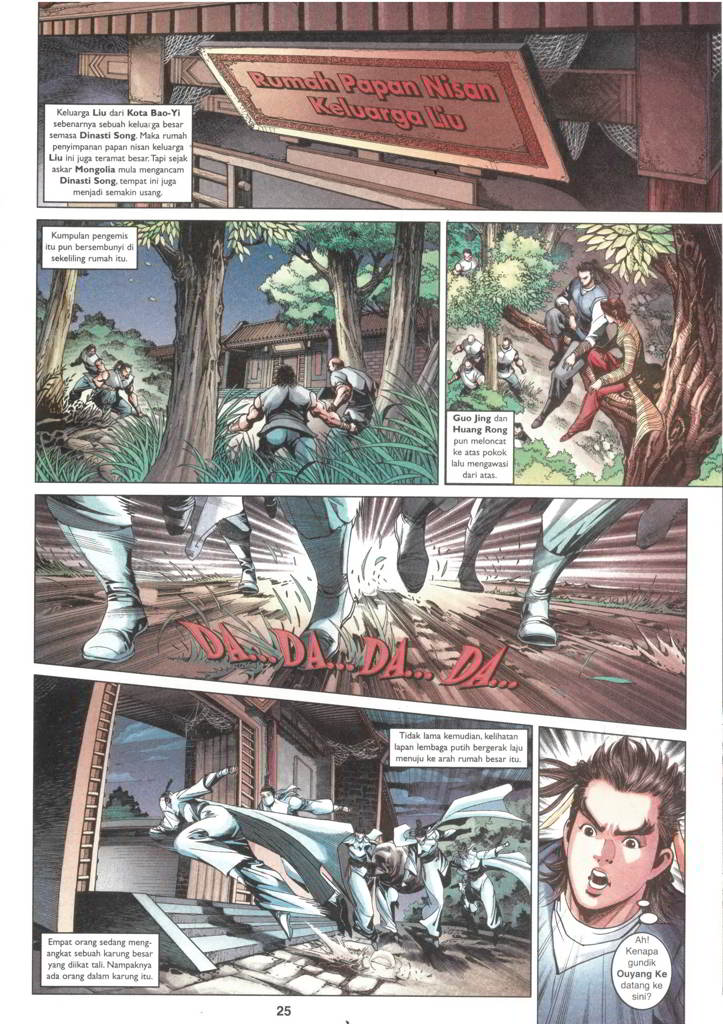 Rumah Papan Nisan
Keluarga Liu
Keluarga Liu dari Kota Bao-Yi
sebenarnya sebuah keluarga besar
semasa Dinasti Song. Maka rumah
penyimpanan papan nisan keluarga
Liu ini juga teramat besar. Tapi sejak
askar Mongolia mula mengancam
Dinasti Song, tempat ini juga
menjadi semakin usang.
Kumpulan pengemis
itu pun bersembunyi di
sekeliling rumah itu.
Guo Jing dan
Huang Rong
pun meloncat
ke atas pokok
lalu mengawasi
dari atas.
DA... DA... DA... DA...
Tidak lama kemudian, kelihatan
lapan lembaga putih bergerak laju
menuju ke arah rumah besar itu.
Empat orang sedang meng-
angkat sebuah karung besar
yang diikat tali. Nampaknya
ada orang dalam karung itu.
Ah!
Kenapa
gundik
Ouyang Ke
datang ke
sini?
25